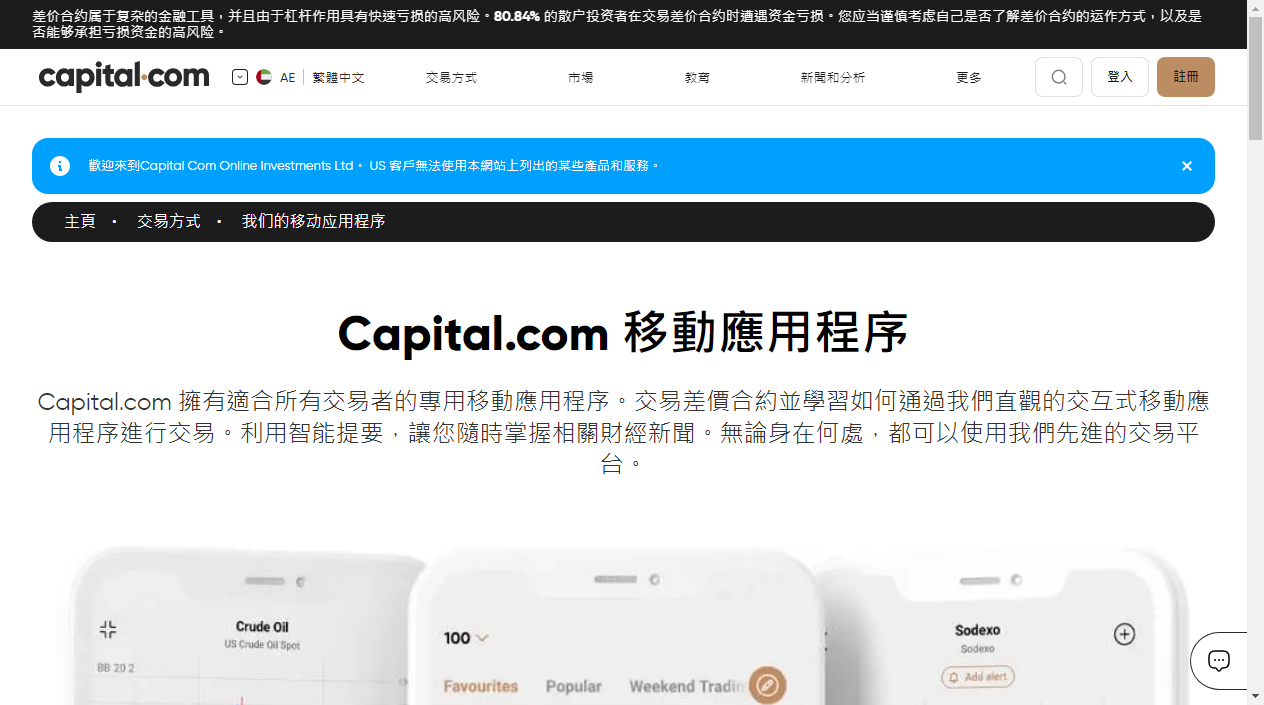 差价合约属于复杂的金融工具，并且由于杠杆作用具有快速亏损的高风险。80.84% 的散户投资者在交易差价合约时遭遇资金亏损。您应当谨慎考虑自己是否了解差价合约的运作方式，以及是
否能够承担亏损资金的高风险。
capital.com AE 繁體中文 交易方式 市場 教育 新聞和分析 更多 登入 註冊
歡迎來到Capital Com Online Investments Ltd。 US 客戶無法使用本網站上列出的某些產品和服務。
主頁 • 交易方式 • 我们的移动应用程序
Capital.com 移動應用程序
Capital.com 擁有適合所有交易者的專用移動應用程序。交易差價合約並學習如何通過我們直觀的交互式移動應
用程序進行交易。利用智能提要，讓您隨時掌握相關財經新聞。無論身在何處，都可以使用我們先進的交易平
台。
Crude Oil
US Crude Oil Spot
BB 20 2
100
Favourites Popular Weekend Tradin
Sodexo
Sodexo
Add alert